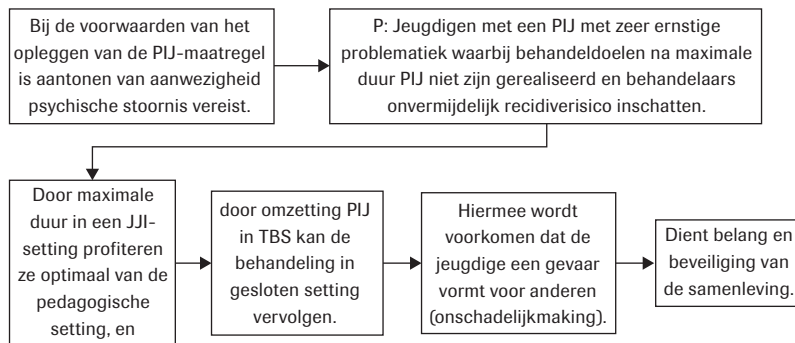 Bij de voorwaarden van het
opleggen van de PIJ-maatregel
is aantonen van aanwezigheid
psychische stoornis vereist.
P: Jeugdigen met een PIJ met zeer ernstige
problematiek waarbij behandeldoelen na maximale
duur PIJ niet zijn gerealiseerd en behandelaars
onvermijdelijk recidiverisico inschatten.
Door maximale
duur in een JJI-
setting profiteren
ze optimaal van de
pedagogische
setting, en
door omzetting PIJ
in TBS kan de
behandeling in
gesloten setting
vervolgen.
Hiermee wordt
voorkomen dat de
jeugdige een gevaar
vormt voor anderen
(onschadelijkmaking).
Dient belang en
beveiliging van
de samenleving.